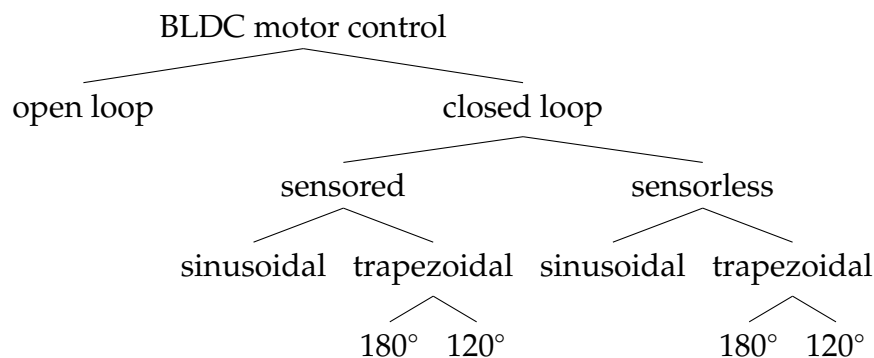 BLDC motor control
open loop closed loop
sensored sensorless
sinusoidal trapezoidal sinusoidal trapezoidal
180° 120° 180° 120°